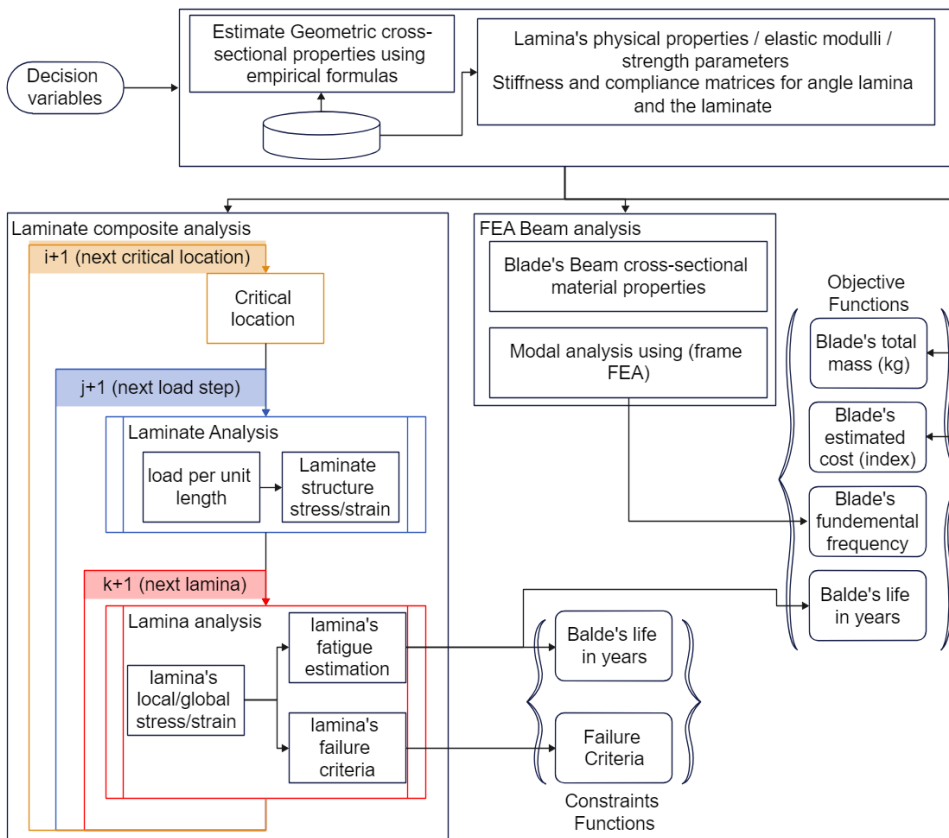 Decision
variables
Estimate Geometric cross-
sectional properties using
empirical formulas
Lamina's physical properties / elastic modulli /
strength parameters
Stiffness and compliance matrices for angle lamina
and the laminate
Laminate composite analysis
i+1 (next critical location)
Critical
location
j+1 (next load step)
Laminate Analysis
load per unit
length
Laminate
structure
stress/strain
k+1 (next lamina)
Lamina analysis
lamina's
local/global
stress/strain
lamina's
fatigue
estimation
lamina's
failure
criteria
FEA Beam analysis
Blade's Beam cross-sectional
material properties
Modal analysis using (frame
FEA)
Objective
Functions
Blade's total
mass (kg)
Blade's
estimated
cost (index)
Blade's
fundemental
frequency
Balde's life
in years
Balde's life
in years
Failure
Criteria
Constraints
Functions